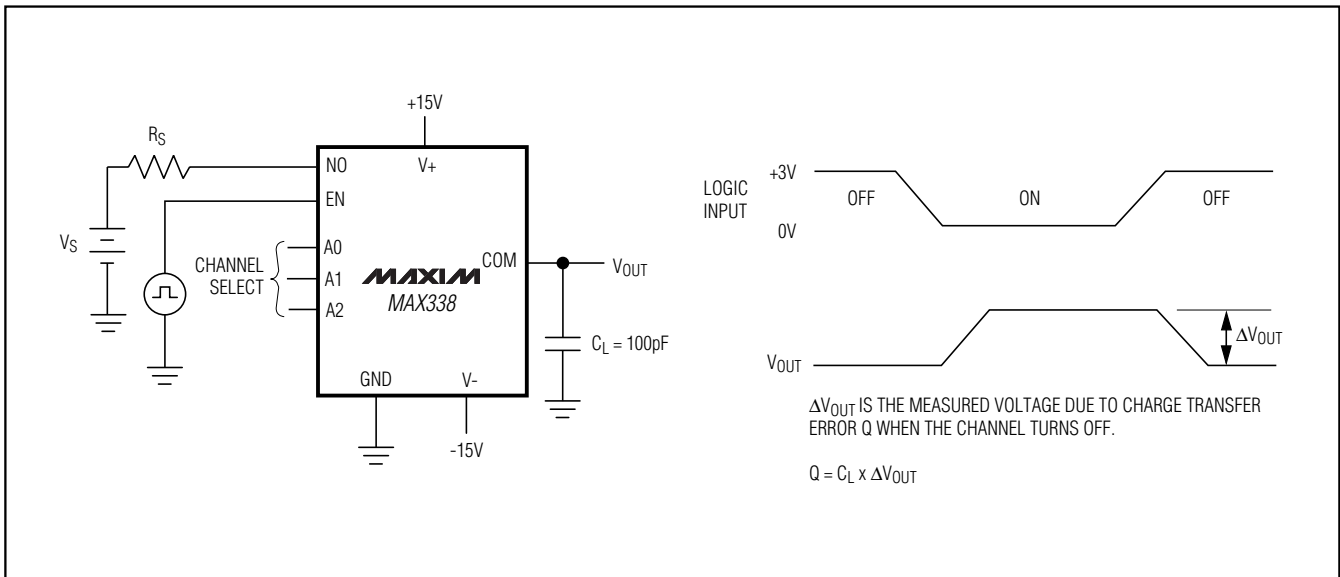 +15V
RS
NO
V+
EN
VS
A0
CHANNEL
SELECT
A1
A2
MAXIM
MAX338
COM
VOUT
CL = 100pF
GND
V-
-15V
LOGIC
INPUT
+3V
0V
OFF
ON
OFF
VOUT
ΔVOUT
ΔVOUT IS THE MEASURED VOLTAGE DUE TO CHARGE TRANSFER
ERROR Q WHEN THE CHANNEL TURNS OFF.
Q = CL x ΔVOUT